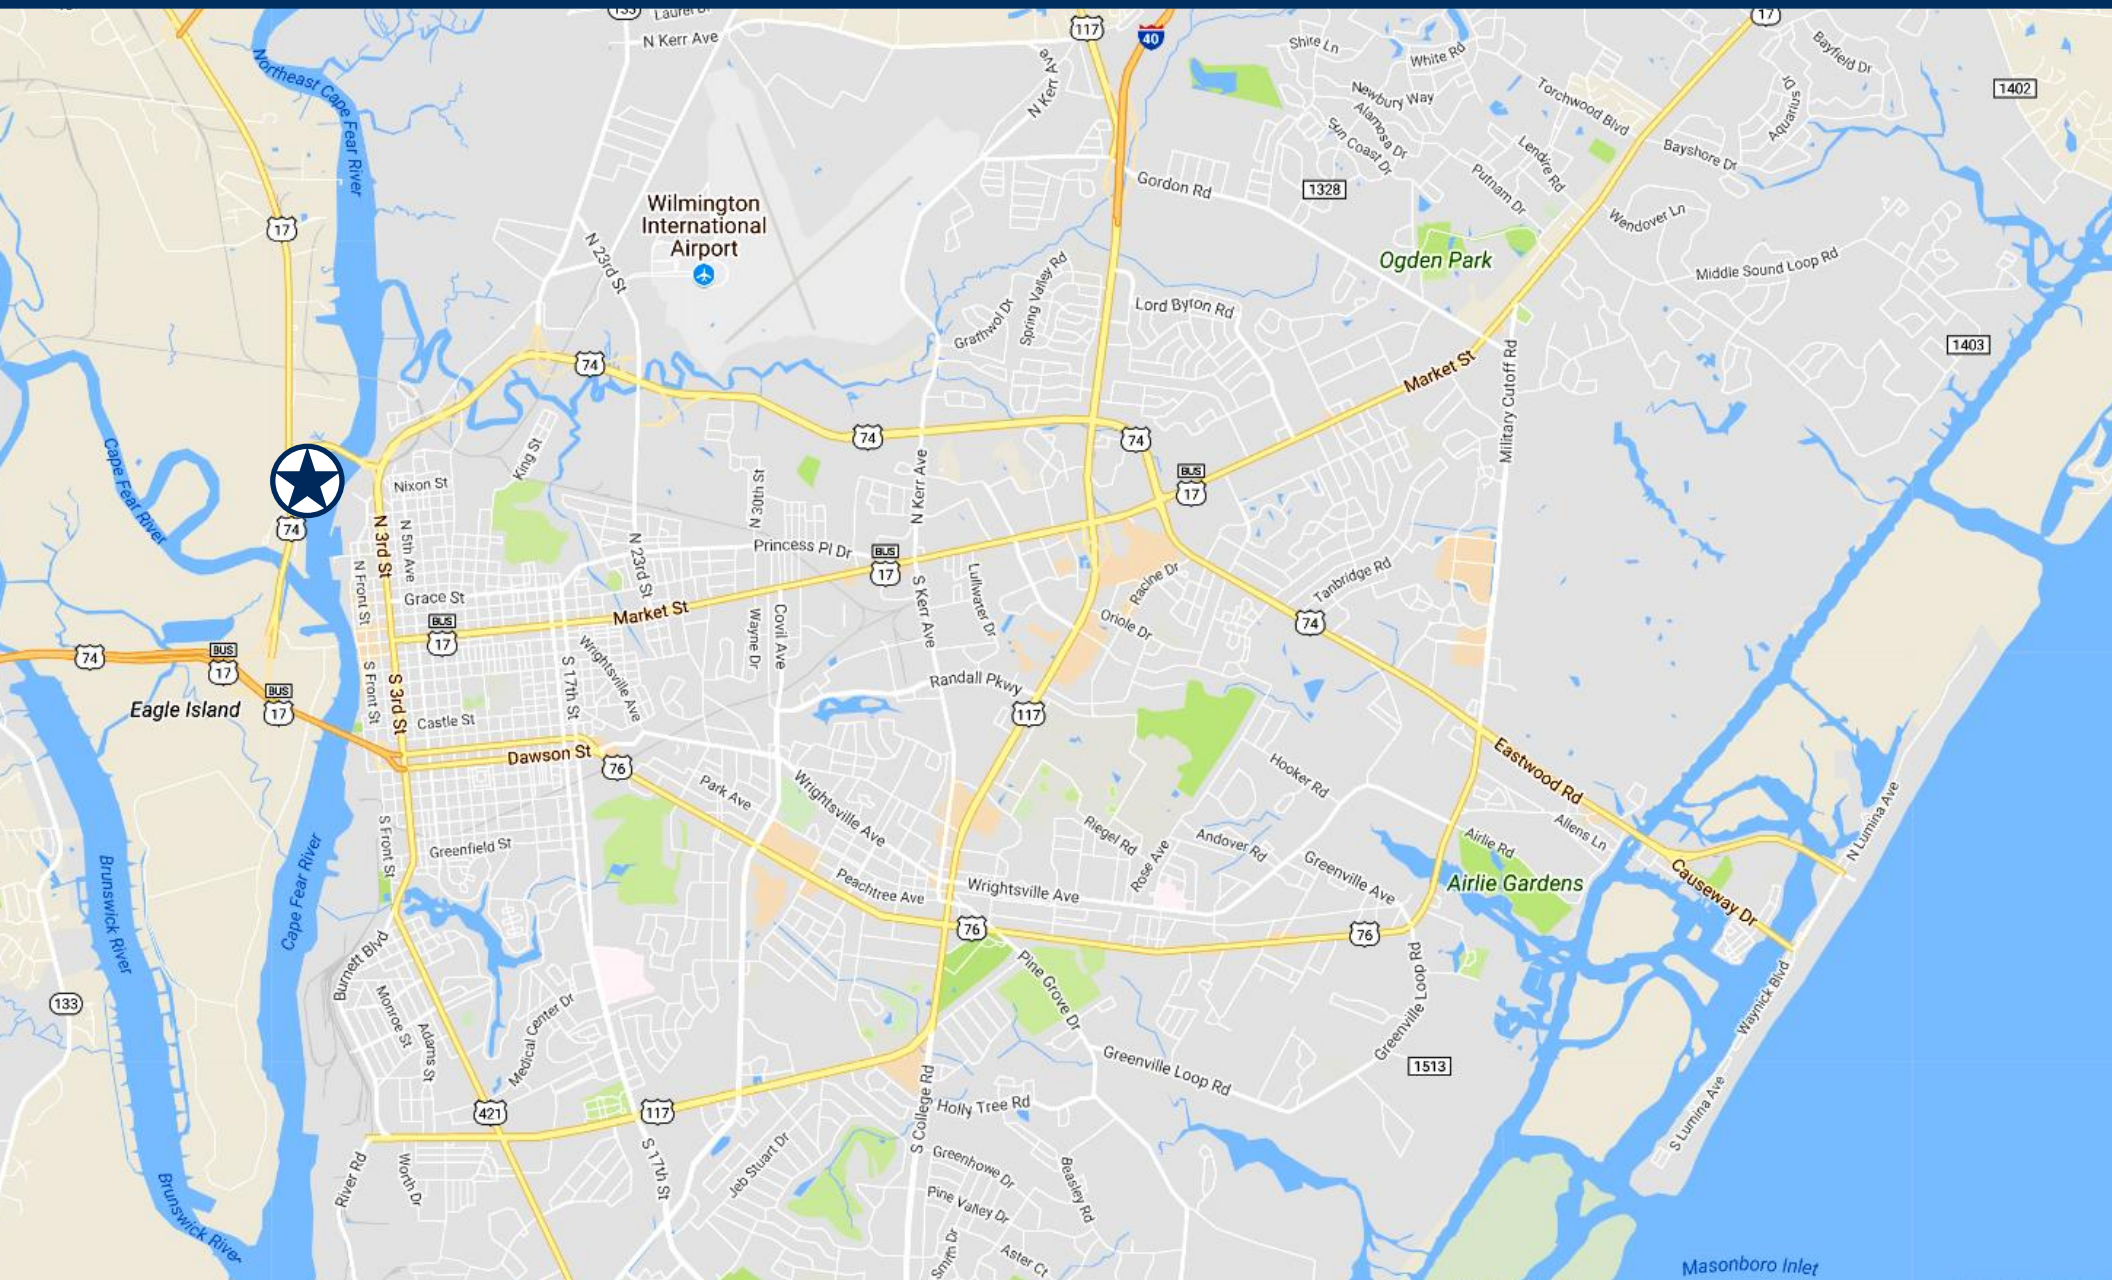 133
Laurel Dr
N Kerr Ave
117
40
17
Shire Ln
White Rd
Bayfield Dr
1402
Northeast Cape Fear River
N Kerr Ave
Newbury Way
Alamosa Dr
Sun Coast Dr
Torchwood Blvd
Aquarius Dr
Lendire Rd
Bayshore Dr
Putnam Dr
Gordon Rd
1328
Wilmington
International
Airport
17
Wendover Ln
N 23rd St
Ogden Park
Middle Sound Loop Rd
Spring Valley Rd
Grathwol Dr
Lord Byron Rd
1403
74
Market St
Military Cutoff Rd
74
74
King St
Cape Fear River
Nixon St
BUS
17
N 30th St
N Kerr Ave
74
N 3rd St
N 5th Ave
Princess Pl Dr
BUS
17
N 23rd St
N Front St
Grace St
Lullwater Dr
S Kerr Ave
Racine Dr
Tanbridge Rd
Market St
BUS
17
Oriole Dr
74
Wayne Dr
Covil Ave
74
BUS
17
S 17th St
Wrightsville Ave
S Front St
S 3rd St
Randall Pkwy
Eagle Island
BUS
17
Castle St
117
Dawson St
76
Eastwood Rd
Hooker Rd
Park Ave
Wrightsville Ave
N Lumina Ave
S Front St
Greenfield St
Riegel Rd
Andover Rd
Rose Ave
Airlie Rd
Allens Ln
Brunswick River
Cape Fear River
Peachtree Ave
Wrightsville Ave
Greenville Ave
Airlie Gardens
Causeway Dr
76
76
Burnett Blvd
Pine Grove Dr
Greenville Loop Rd
Waynick Blvd
133
Monroe St
Adams St
Medical Center Dr
Greenville Loop Rd
1513
421
117
S College Rd
Holly Tree Rd
S Lumina Ave
River Rd
Worth Dr
S 17th St
Jeb Stuart Dr
Greenhowe Dr
Beasley Rd
Brunswick River
Pine Valley Dr
Smith Dr
Aster Ct
Masonboro Inlet